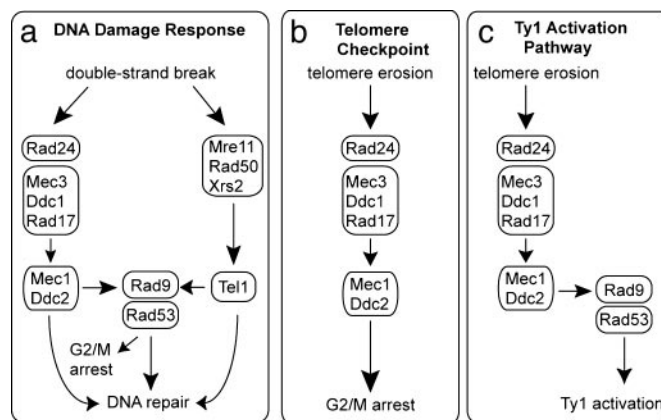 a DNA Damage Response
double-strand break
Rad24
Mre11
Rad50
Xrs2
Mec3
Ddc1
Rad17
Mec1
Ddc2
Rad9
Tel1
Rad53
G2/M
arrest
DNA repair
b Telomere
Checkpoint
telomere erosion
Rad24
Mec3
Ddc1
Rad17
Mec1
Ddc2
G2/M arrest
c Ty1 Activation
Pathway
telomere erosion
Rad24
Mec3
Ddc1
Rad17
Mec1
Ddc2
Rad9
Rad53
Ty1 activation